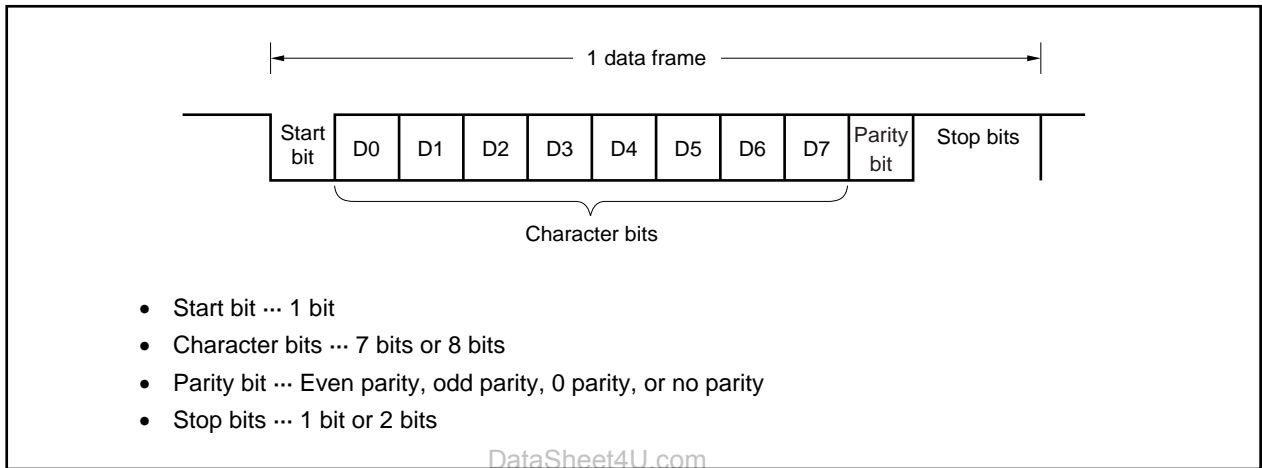 1 data frame
Start bit D0 D1 D2 D3 D4 D5 D6 D7 Parity bit Stop bits
Character bits
• Start bit ··· 1 bit
• Character bits ··· 7 bits or 8 bits
• Parity bit ··· Even parity, odd parity, 0 parity, or no parity
• Stop bits ··· 1 bit or 2 bits
DataSheet4U.com